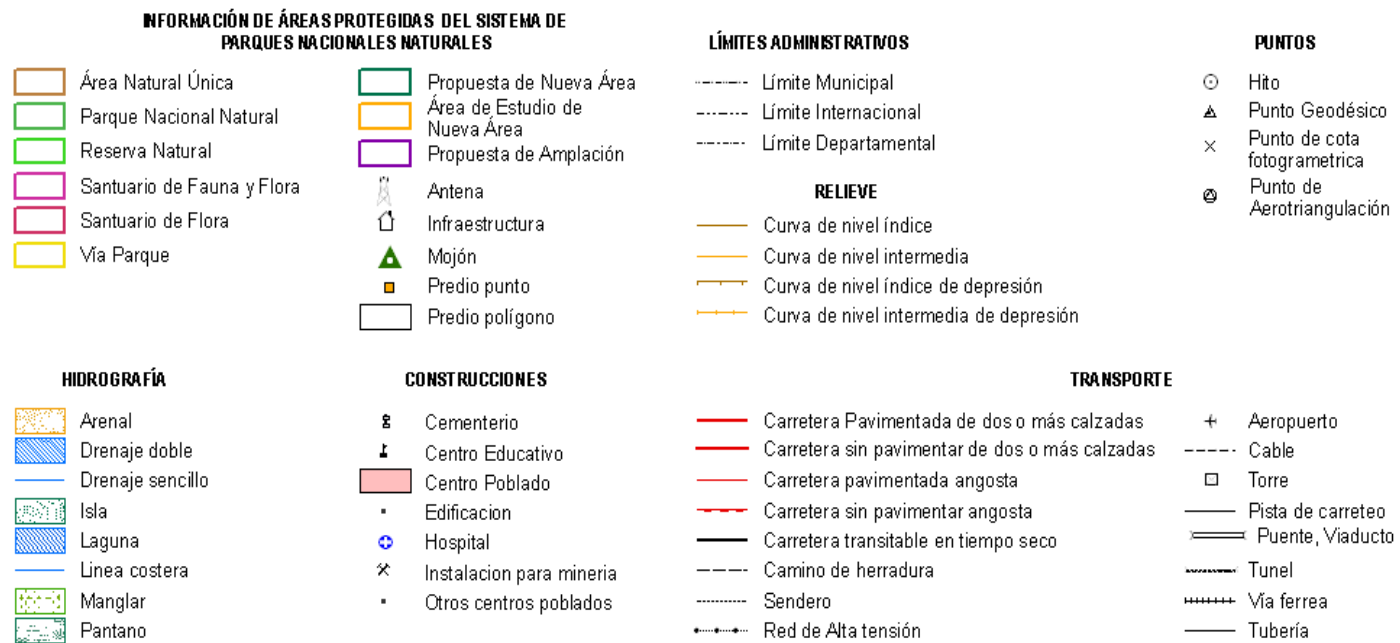 INFORMACIÓN DE ÁREAS PROTEGIDAS DEL SISTEMA DE
PARQUES NACIONALES NATURALES
Área Natural Única
Parque Nacional Natural
Reserva Natural
Santuario de Fauna y Flora
Santuario de Flora
Vía Parque
Propuesta de Nueva Área
Área de Estudio de
Nueva Área
Propuesta de Amplación
Antena
Infraestructura
Mojón
Predio punto
Predio polígono
LÍMITES ADMINISTRATIVOS
Límite Municipal
Límite Internacional
Límite Departamental
RELIEVE
Curva de nivel índice
Curva de nivel intermedia
Curva de nivel índice de depresión
Curva de nivel intermedia de depresión
PUNTOS
Hito
Punto Geodésico
Punto de cota
fotogrametrica
Punto de
Aerotriangulación
HIDROGRAFÍA
Arenal
Drenaje doble
Drenaje sencillo
Isla
Laguna
Linea costera
Manglar
Pantano
CONSTRUCCIONES
Cementerio
Centro Educativo
Centro Poblado
Edificacion
Hospital
Instalacion para mineria
Otros centros poblados
TRANSPORTE
Carretera Pavimentada de dos o más calzadas
Carretera sin pavimentar de dos o más calzadas
Carretera pavimentada angosta
Carretera sin pavimentar angosta
Carretera transitable en tiempo seco
Camino de herradura
Sendero
Red de Alta tensión
Aeropuerto
Cable
Torre
Pista de carreteo
Puente, Viaducto
Tunel
Vía ferrea
Tubería